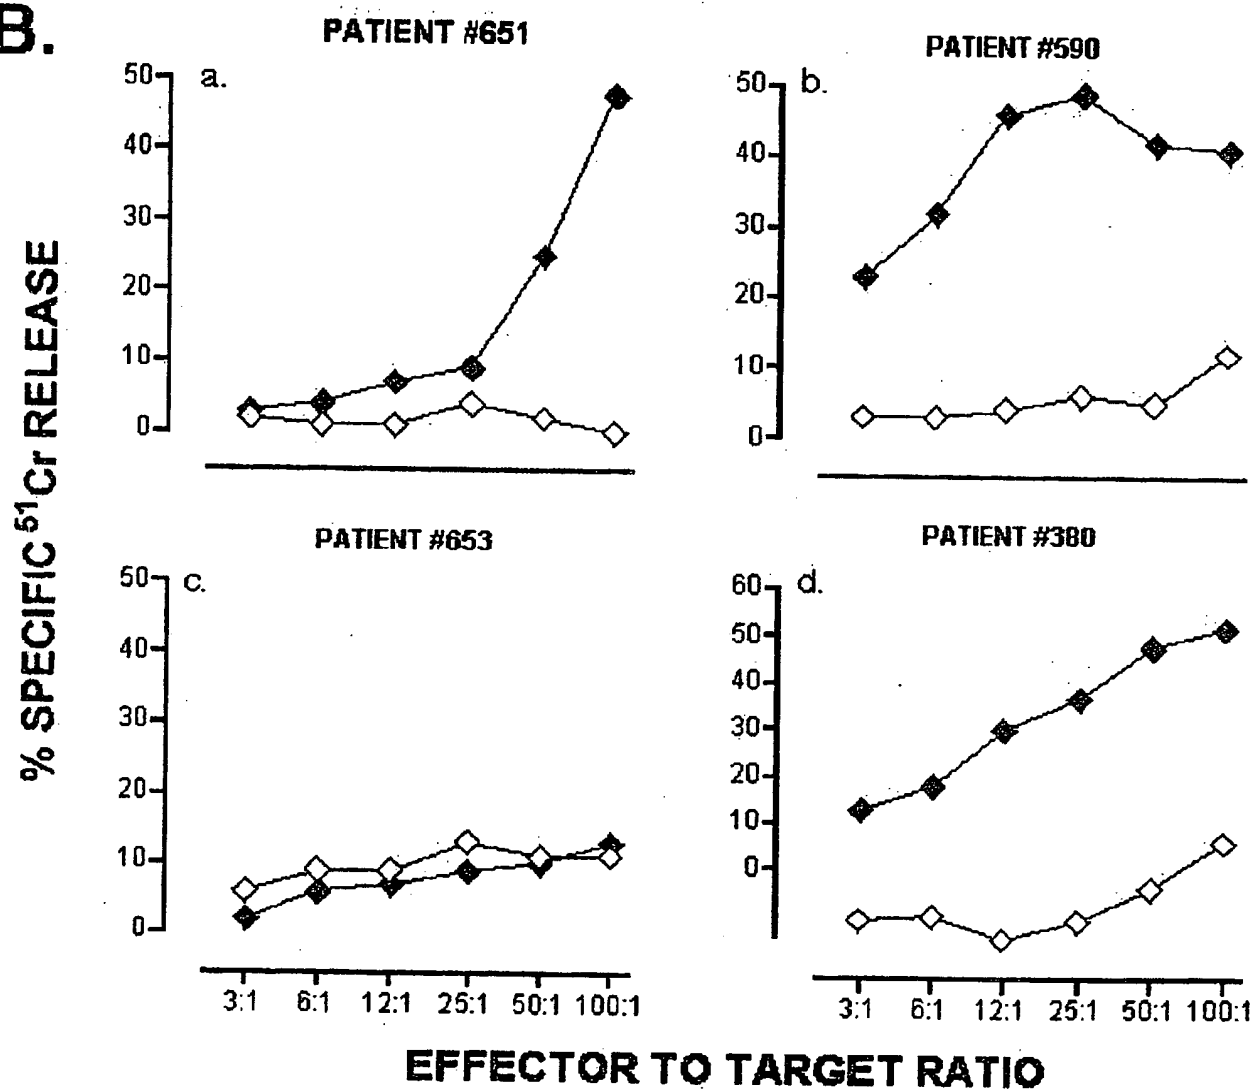 B.
% SPECIFIC ⁵¹Cr RELEASE
PATIENT #651
a.
50
40
30
20
10
0
PATIENT #590
b.
50
40
30
20
10
0
PATIENT #653
c.
50
40
30
20
10
0
3:1 6:1 12:1 25:1 50:1 100:1
PATIENT #380
d.
60
50
40
30
20
10
0
3:1 6:1 12:1 25:1 50:1 100:1
EFFECTOR TO TARGET RATIO